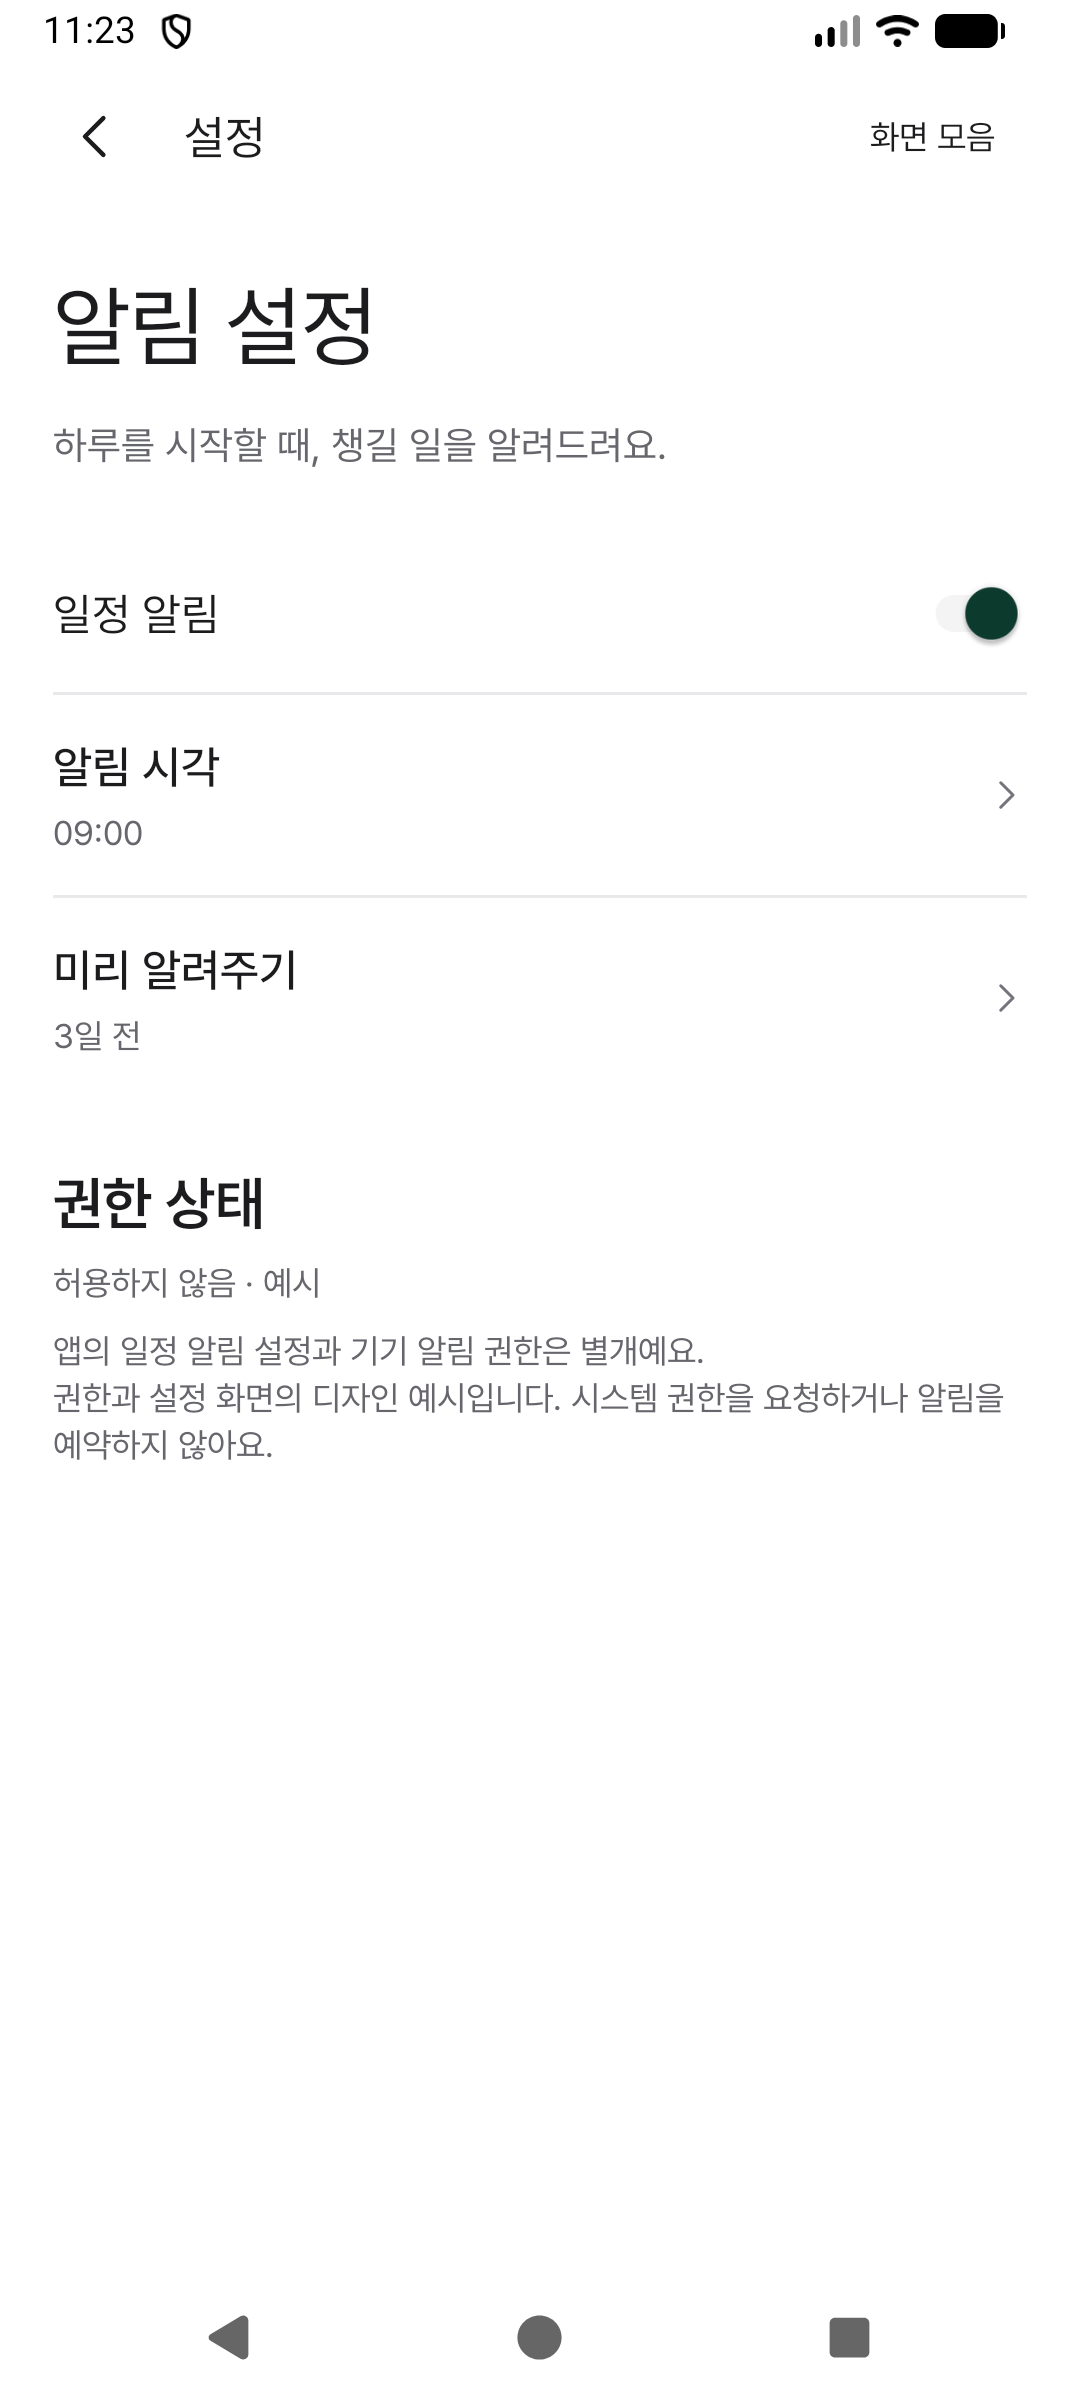 11:23
설정
화면 모음
알림 설정
하루를 시작할 때, 챙길 일을 알려드려요.
일정 알림
알림 시각
09:00
미리 알려주기
3일 전
권한 상태
허용하지 않음 · 예시
앱의 일정 알림 설정과 기기 알림 권한은 별개예요.
권한과 설정 화면의 디자인 예시입니다. 시스템 권한을 요청하거나 알림을
예약하지 않아요.